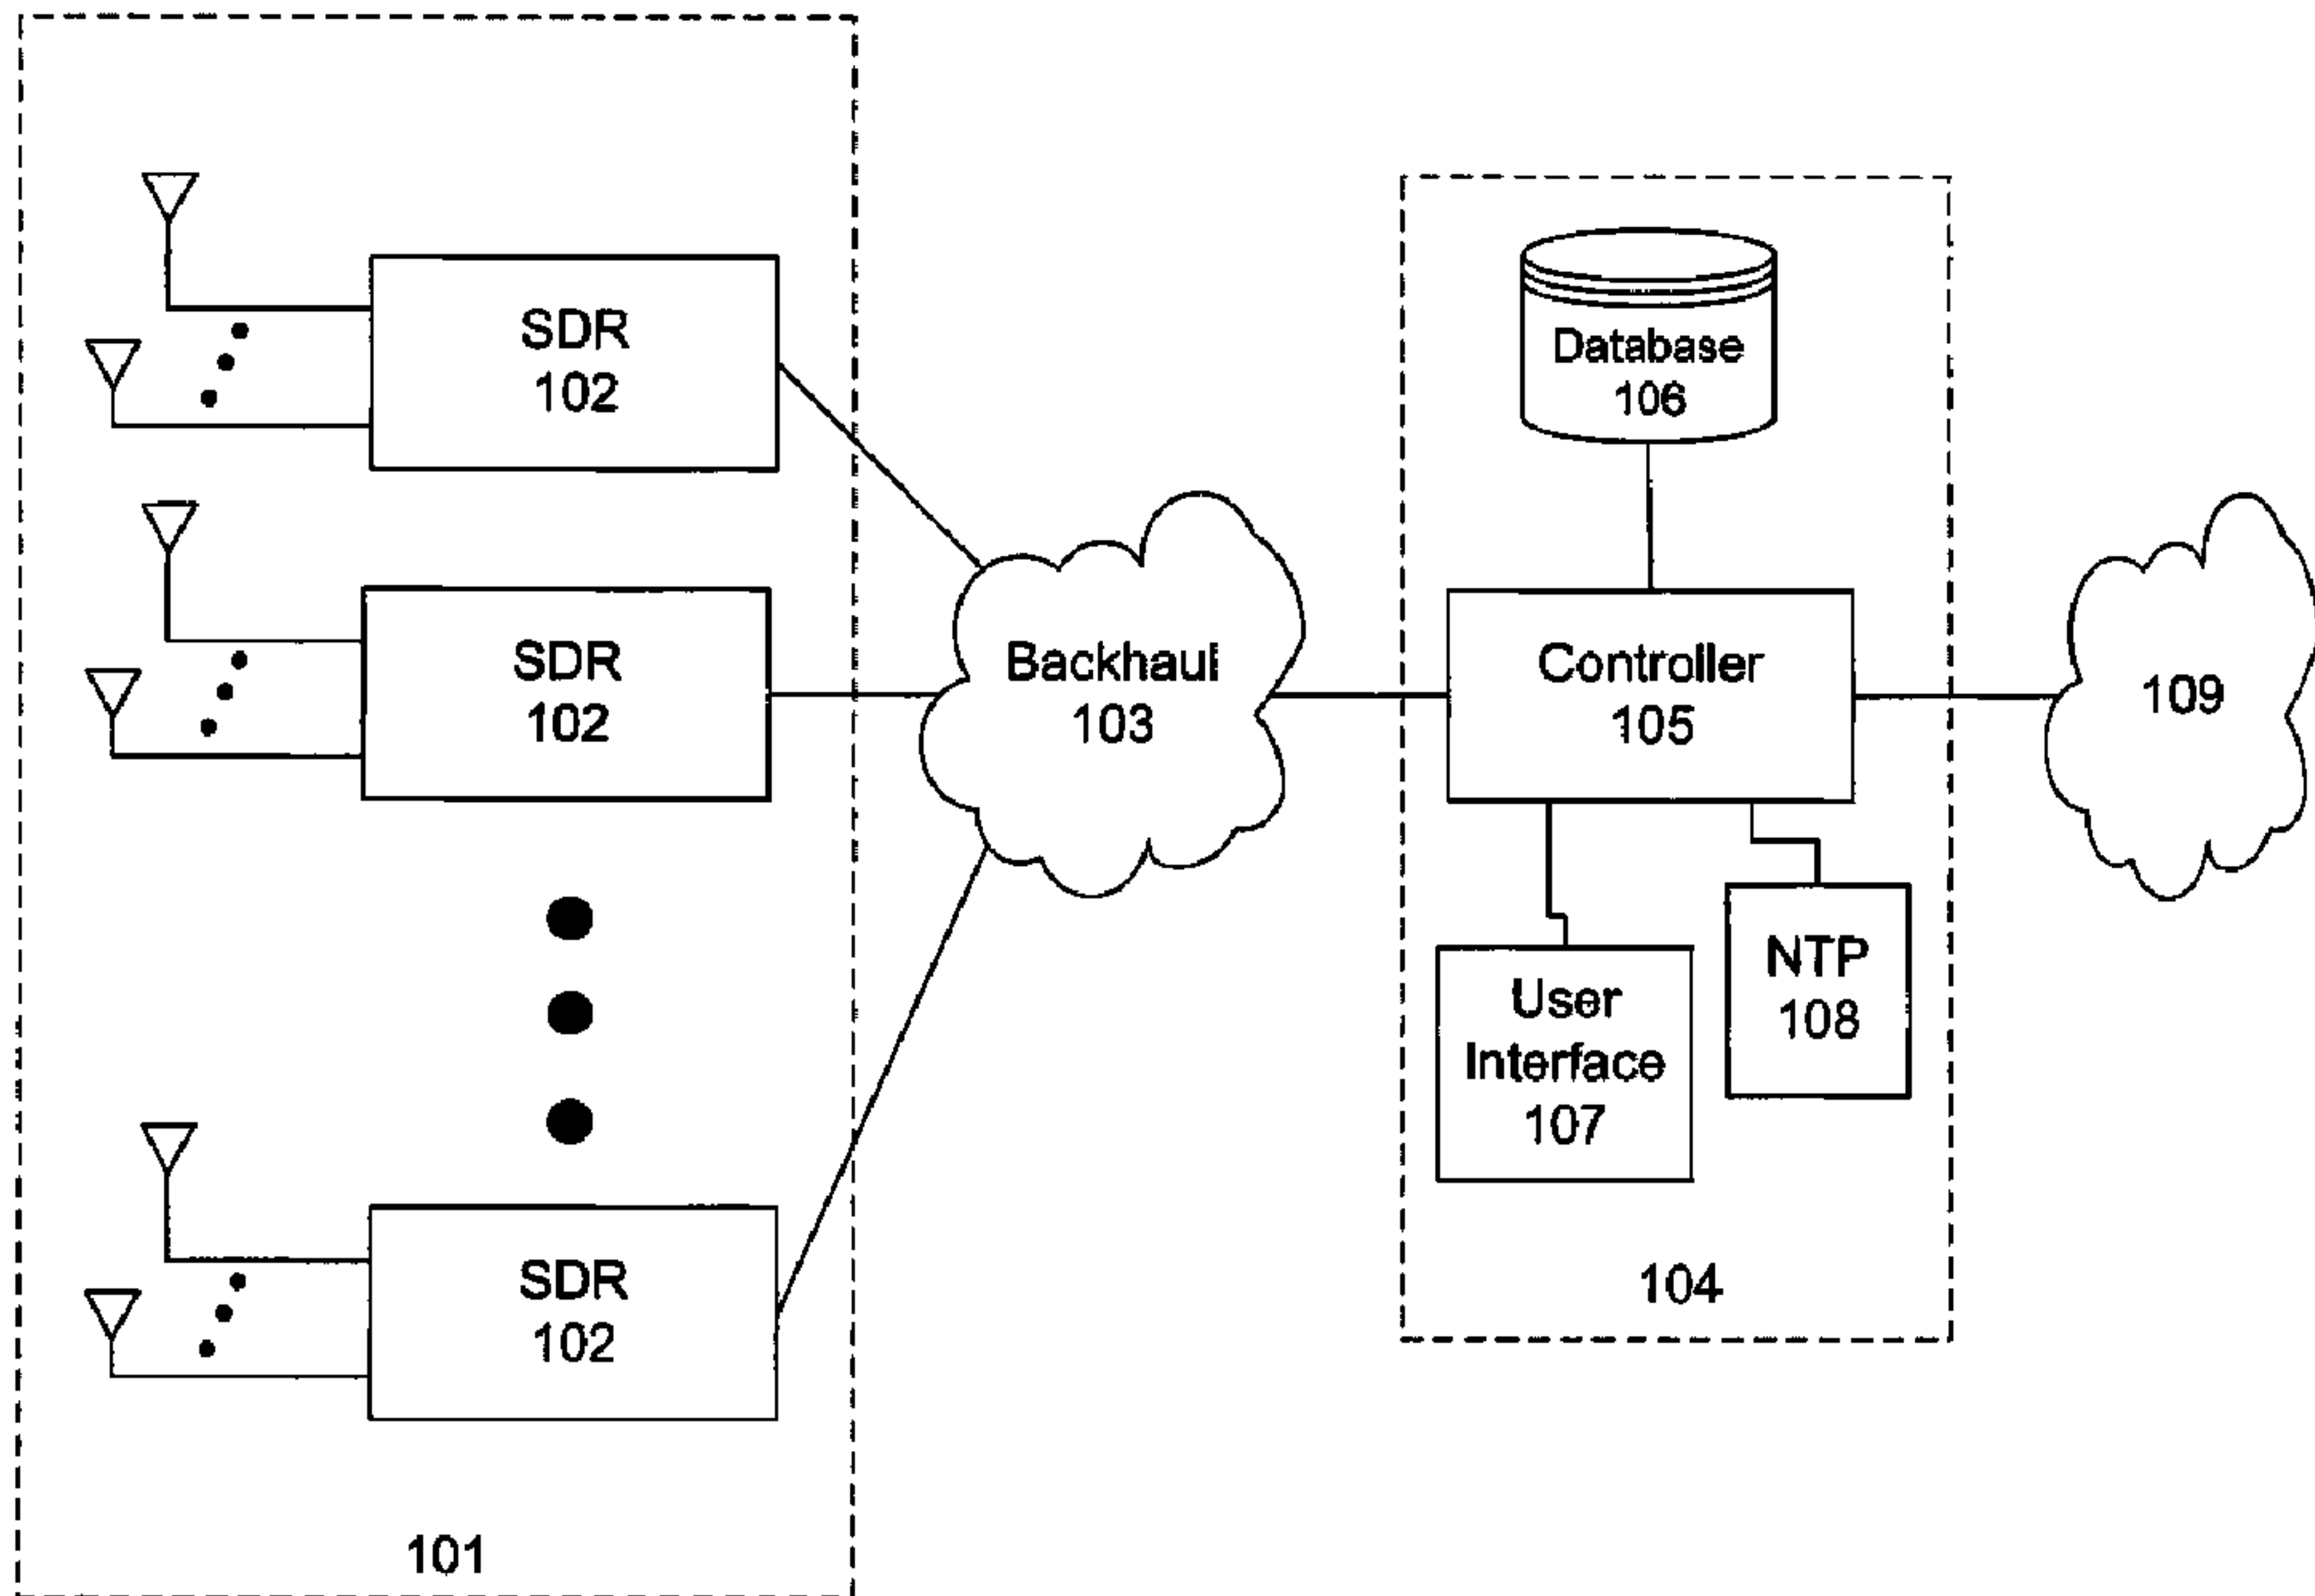 SDR
102
SDR
102
SDR
102
101
Backhaul
103
Database
106
Controller
105
User
Interface
107
NTP
108
104
109